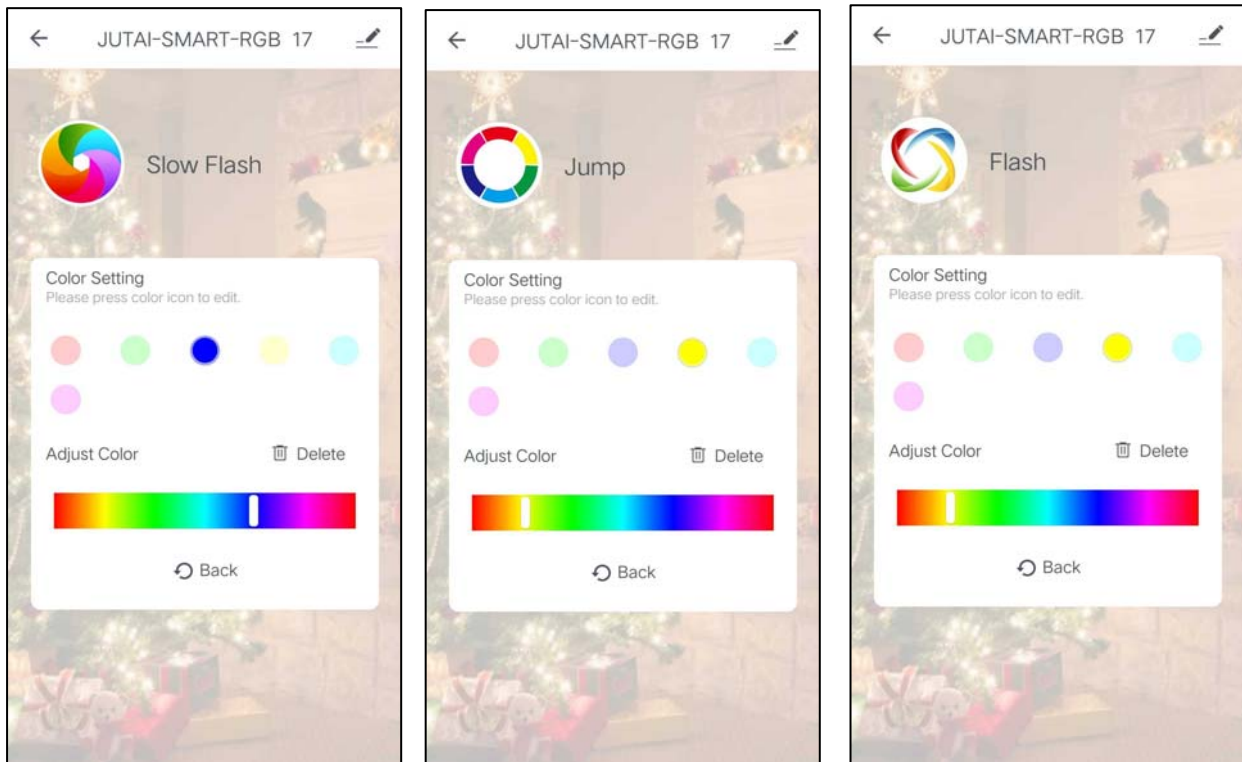 JUTAI-SMART-RGB 17
Slow Flash
Color Setting
Please press color icon to edit.
Adjust Color
Delete
Back
JUTAI-SMART-RGB 17
Jump
Color Setting
Please press color icon to edit.
Adjust Color
Delete
Back
JUTAI-SMART-RGB 17
Flash
Color Setting
Please press color icon to edit.
Adjust Color
Delete
Back